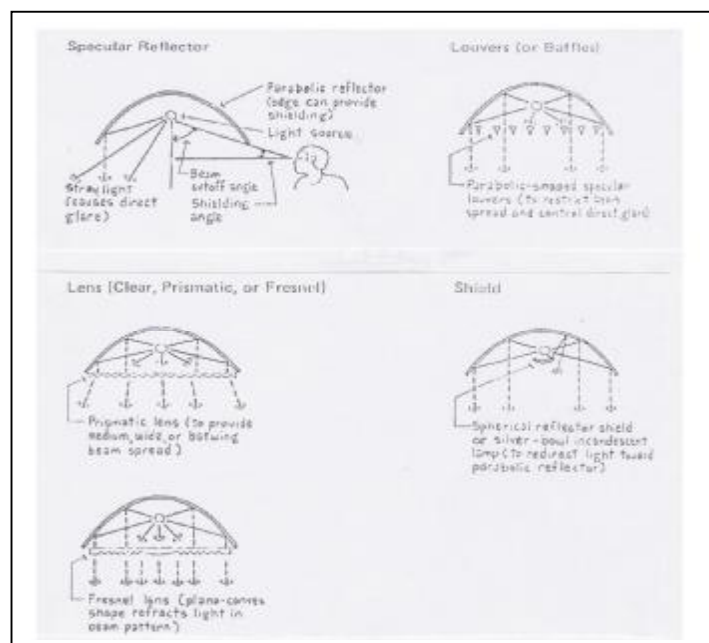 Specular Reflector
Parabolic reflector
(edge can provide
shielding)
Light source
Beam
cutoff angle
Shielding
angle
Stray light
(causes direct
glare)
Louvers (or Baffles)
Parabolic-shaped specular
louvers (to restrict beam
spread and control direct glare)
Lens (Clear, Prismatic, or Fresnel)
Prismatic lens (to provide
medium, wide, or batwing
beam spread)
Fresnel lens (plano-convex
shape refracts light in
beam pattern)
Shield
Spherical reflector shield
or silver-bowl incandescent
lamp (to redirect light toward
parabolic reflector)